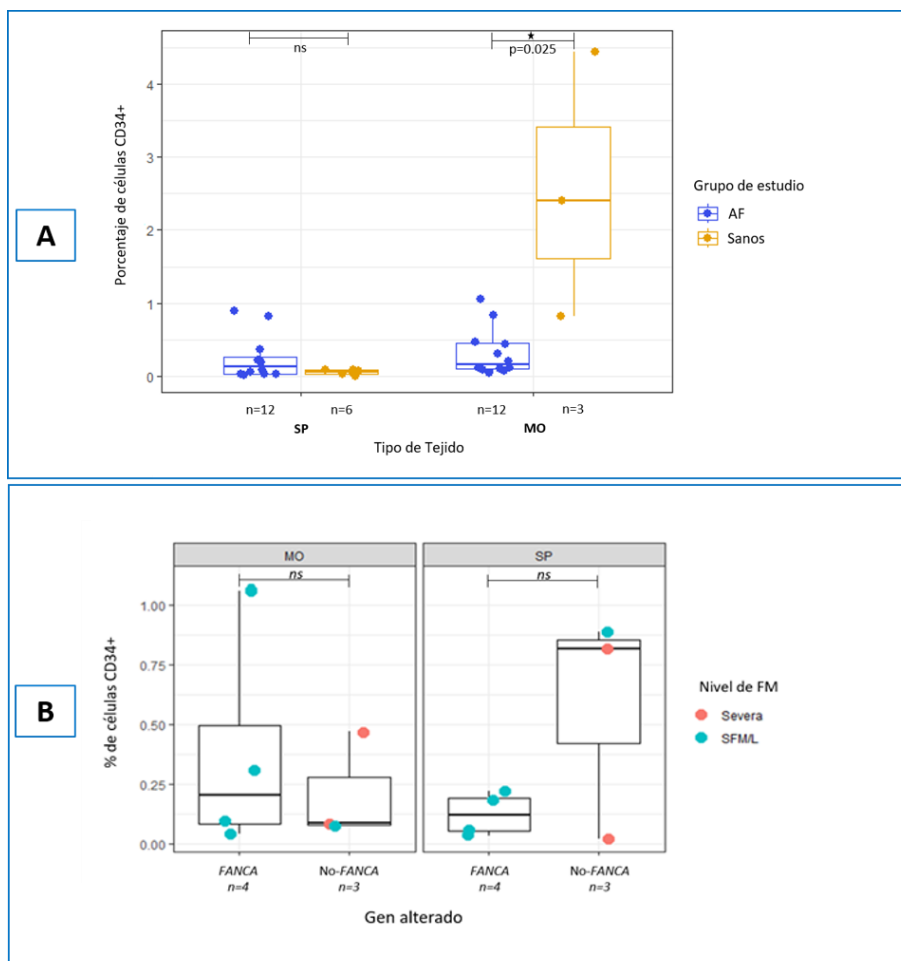 A
ns
★
p=0.025
Porcentaje de células CD34+
4
3
2
1
0
n=12
n=6
n=12
n=3
SP
MO
Tipo de Tejido
Grupo de estudio
AF
Sanos
B
MO
SP
ns
ns
% de células CD34+
1.00
0.75
0.50
0.25
0.00
FANCA
No-FANCA
FANCA
No-FANCA
n=4
n=3
n=4
n=3
Gen alterado
Nivel de FM
Severa
SFM/L